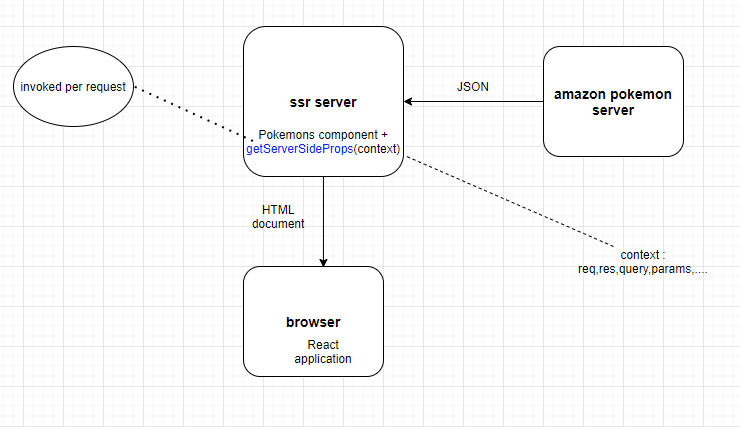 invoked per request
ssr server
Pokemons component +
getServerSideProps(context)
JSON
amazon pokemon
server
HTML
document
context :
req,res,query,params,....
browser
React
application